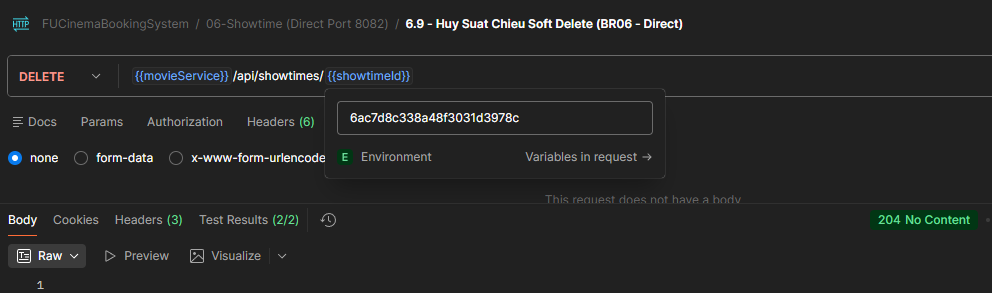 HTTP FUCinemaBookingSystem / 06-Showtime (Direct Port 8082) / 6.9 - Huy Suat Chieu Soft Delete (BR06 - Direct)
DELETE {{movieService}} /api/showtimes/ {{showtimeId}}
6ac7d8c338a48f3031d3978c
E Environment Variables in request →
Docs Params Authorization Headers (6)
none form-data x-www-form-urlencode
This request does not have a body
Body Cookies Headers (3) Test Results (2/2) 204 No Content
Raw Preview Visualize
1